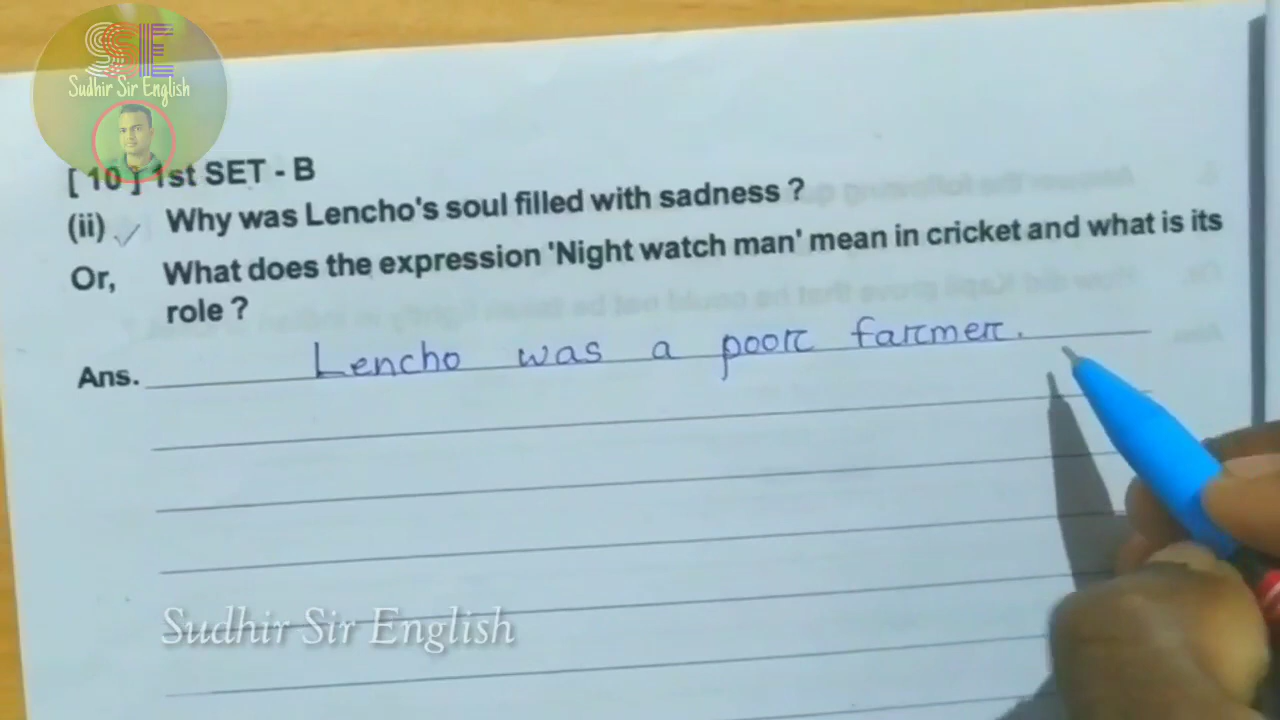 SE
Sudhir Sir English
[ 10 ] 1st SET - B
(ii) Why was Lencho's soul filled with sadness ?
Or, What does the expression 'Night watch man' mean in cricket and what is its
role ?
Ans. Lencho was a poor farmer.
Sudhir Sir English